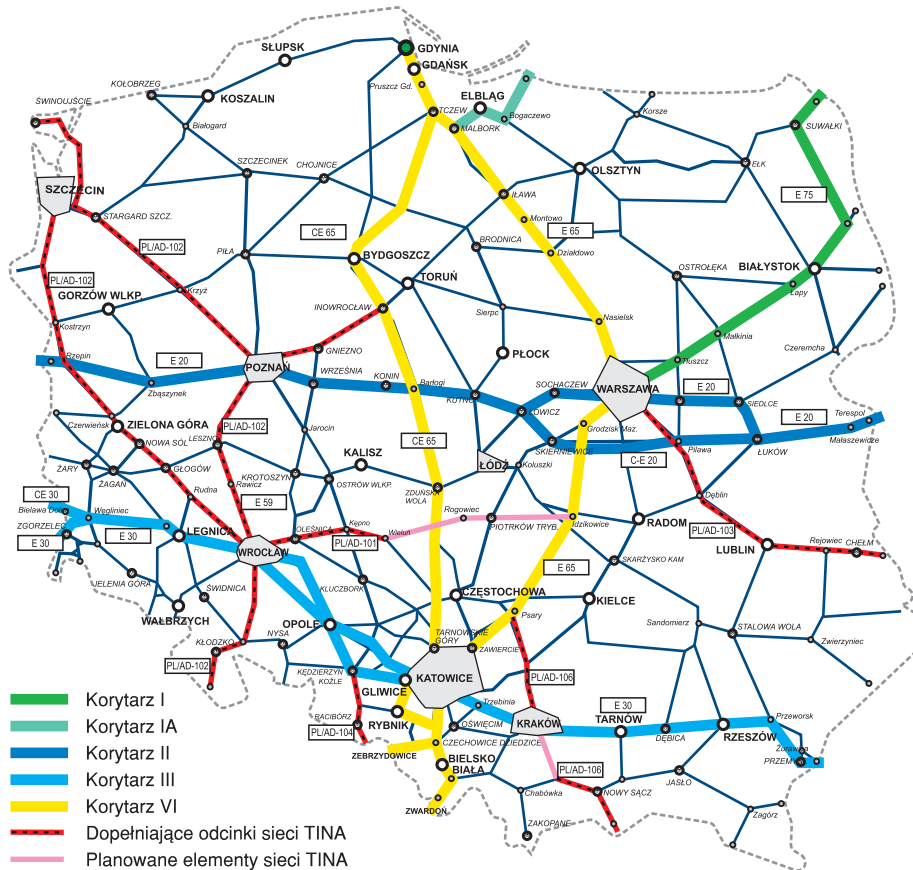 GDYNIA
SŁUPSK
GDAŃSK
KOŁOBRZEG
Pruszcz Gd.
ELBLĄG
KOSZALIN
ŚWINOUJŚCIE
TCZEW
Bogaczewo
Korsze
Białogard
MALBORK
SUWAŁKI
SZCZECINEK
CHOJNICE
OLSZTYN
EŁK
SZCZECIN
IŁAWA
E 75
STARGARD SZCZ.
Montowo
CE 65
E 65
PL/AD-102
BRODNICA
PIŁA
Działdowo
BYDGOSZCZ
BIAŁYSTOK
PL/AD-102
TORUŃ
OSTROŁĘKA
Łapy
Krzyż
GORZÓW WLKP.
INOWROCŁAW
Sierpc
Nasielsk
Kostrzyn
Małkinia
GNIEZNO
PŁOCK
Czeremcha
Rzepin
E 20
POZNAŃ
WRZEŚNIA
KONIN
Barłogi
Tłuszcz
Zbąszynek
SOCHACZEW
WARSZAWA
E 20
KUTNO
SIEDLCE
ŁOWICZ
Terespol
Czerwieńsk
ZIELONA GÓRA
PL/AD-102
Jarocin
Grodzisk Maz.
E 20
Małaszewidze
NOWA SÓL
LESZNO
CE 65
SKIERNIEWICE
Piława
ŁUKÓW
KALISZ
ŁÓDŹ
C-E 20
ŻARY
GŁOGÓW
KROTOSZYN
Koluszki
ŻAGAŃ
Rawicz
OSTRÓW WLKP.
CE 30
Rudna
E 59
ZDUŃSKA
WOLA
Dęblin
Bielawa Dol.
Węgliniec
Rogowiec
ZGORZELEC
E 30
LEGNICA
Kępno
PIOTRKÓW TRYB.
Idzikowice
RADOM
PL/AD-103
E 30
OLEŚNICA
Wieluń
WROCŁAW
PL/AD-101
LUBLIN
Rejowiec
CHEŁM
SKARŻYSKO KAM
E 65
JELENIA GÓRA
KLUCZBORK
ŚWIDNICA
CZĘSTOCHOWA
KIELCE
WAŁBRZYCH
Psary
OPOLE
Sandomierz
STALOWA WOLA
Zwierzyniec
KŁODZKO
NYSA
TARNOWSKIE
GÓRY
ZAWIERCIE
PL/AD-102
KĘDZIERZYN
KOŹLE
KATOWICE
PL/AD-106
GLIWICE
Trzebinia
E 30
Korytarz I
RACIBÓRZ
RYBNIK
OŚWIĘCIM
KRAKÓW
TARNÓW
Przeworsk
Korytarz IA
PL/AD-104
DĘBICA
RZESZÓW
CZECHOWICE DZIEDZICE
Żurawica
Korytarz II
ZEBRZYDOWICE
BIELSKO
BIAŁA
PRZEMYŚL
Korytarz III
PL/AD-106
JASŁO
Chabówka
NOWY SĄCZ
Korytarz VI
ZWARDOŃ
Zagórz
Dopełniające odcinki sieci TINA
ZAKOPANE
Planowane elementy sieci TINA